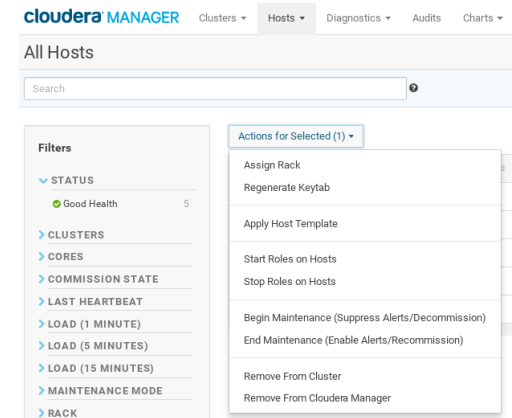 cloudera MANAGER Clusters Hosts Diagnostics Audits Charts
All Hosts
Search
Filters
STATUS
Good Health 5
CLUSTERS
CORES
COMMISSION STATE
LAST HEARTBEAT
LOAD (1 MINUTE)
LOAD (5 MINUTES)
LOAD (15 MINUTES)
MAINTENANCE MODE
RACK
Actions for Selected (1)
Assign Rack
Regenerate Keytab
Apply Host Template
Start Roles on Hosts
Stop Roles on Hosts
Begin Maintenance (Suppress Alerts/Decommission)
End Maintenance (Enable Alerts/Recommission)
Remove From Cluster
Remove From Cloudera Manager